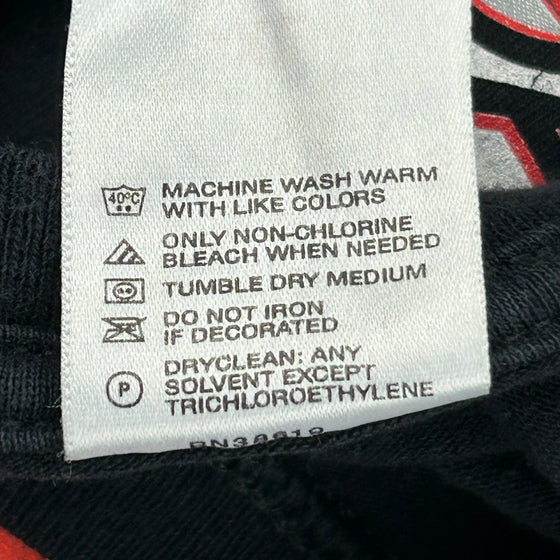 40°C
MACHINE WASH WARM
WITH LIKE COLORS
ONLY NON-CHLORINE
BLEACH WHEN NEEDED
TUMBLE DRY MEDIUM
DO NOT IRON
IF DECORATED
P
DRYCLEAN: ANY
SOLVENT EXCEPT
TRICHLOROETHYLENE